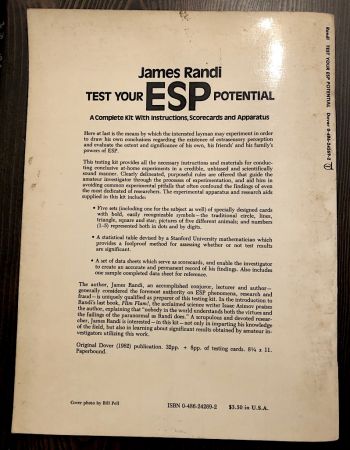 James Randi
TEST YOUR ESP POTENTIAL
A Complete Kit With Instructions, Scorecards and Apparatus
Here at last is the means by which the interested layman may experiment in order
to draw his own conclusions regarding the existence of extrasensory perception
and evaluate the extent and significance of his own, his friends' and his family's
powers of ESP.
This testing kit provides all the necessary instructions and materials for conduct-
ing conclusive at-home experiments in a credible, unbiased and scientifically
sound manner. Clearly delineated, purposeful rules are offered that guide the
amateur investigator through the processes of experimentation, and aid him in
avoiding common experimental pitfalls that often confound the findings of even
the most dedicated of researchers. The experimental apparatus and research aids
supplied in this kit include:
• Five sets (including one for the subject as well) of specially designed cards
with bold, easily recognizable symbols—the traditional circle, lines,
triangle, square and star; pictures of five different animals; and numbers
(1–5) represented both in dots and by digits.
• A statistical table devised by a Stanford University mathematician which
provides a foolproof method for assessing whether or not test results
are significant.
• A set of data sheets which serve as scorecards, and enable the investigator
to create an accurate and permanent record of his findings. Also includes
one sample completed data sheet for reference.
The author, James Randi, an accomplished conjuror, lecturer and author—
generally considered the foremost authority on ESP phenomena, research and
fraud—is uniquely qualified as preparer of this testing kit. In the introduction to
Randi's last book, Flim Flam!, the acclaimed science writer Isaac Asimov praises
the author, explaining that "nobody in the world understands both the virtues and
the failings of the paranormal as Randi does." A scrupulous and devoted resear-
cher, James Randi is interested—in this kit—not only in imparting his knowledge
of the field, but also in learning about significant results obtained by amateur in-
vestigators utilizing this work.
Original Dover (1982) publication. 32pp. + 8pp. of testing cards. 8¼ x 11.
Paperbound.
Cover photo by Bill Pell
ISBN 0-486-24269-2
$3.50 in U.S.A.
Randi TEST YOUR ESP POTENTIAL Dover 0-486-24269-2